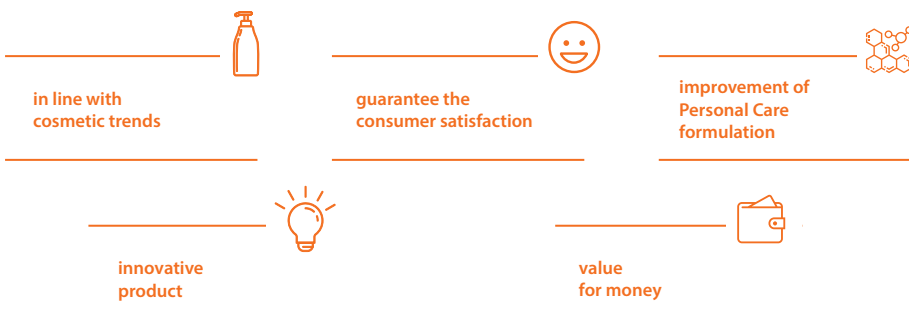 in line with
cosmetic trends
guarantee the
consumer satisfaction
improvement of
Personal Care
formulation
innovative
product
value
for money